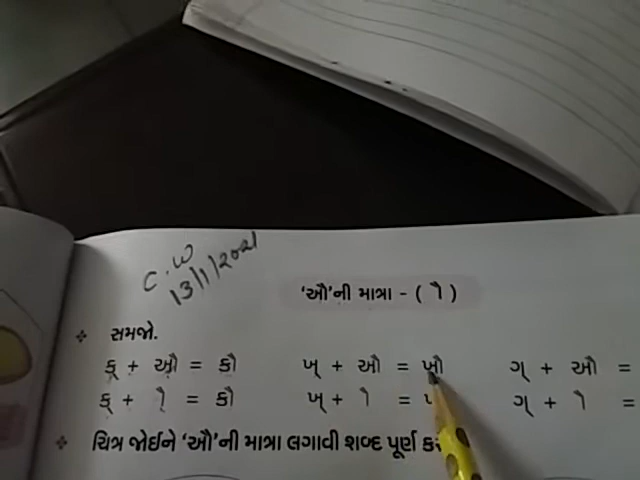 C.W
13/1/2021
'ઔ'ની માત્રા - ( ૌ )
સમજો.
ક્ + ઔ = કૌ ખ્ + ઔ = ખૌ ગ્ + ઔ =
ક્ + ૌ = કૌ ખ્ + ૌ = ગ્ + ૌ =
ચિત્ર જોઈને 'ઔ'ની માત્રા લગાવી શબ્દ પૂર્ણ